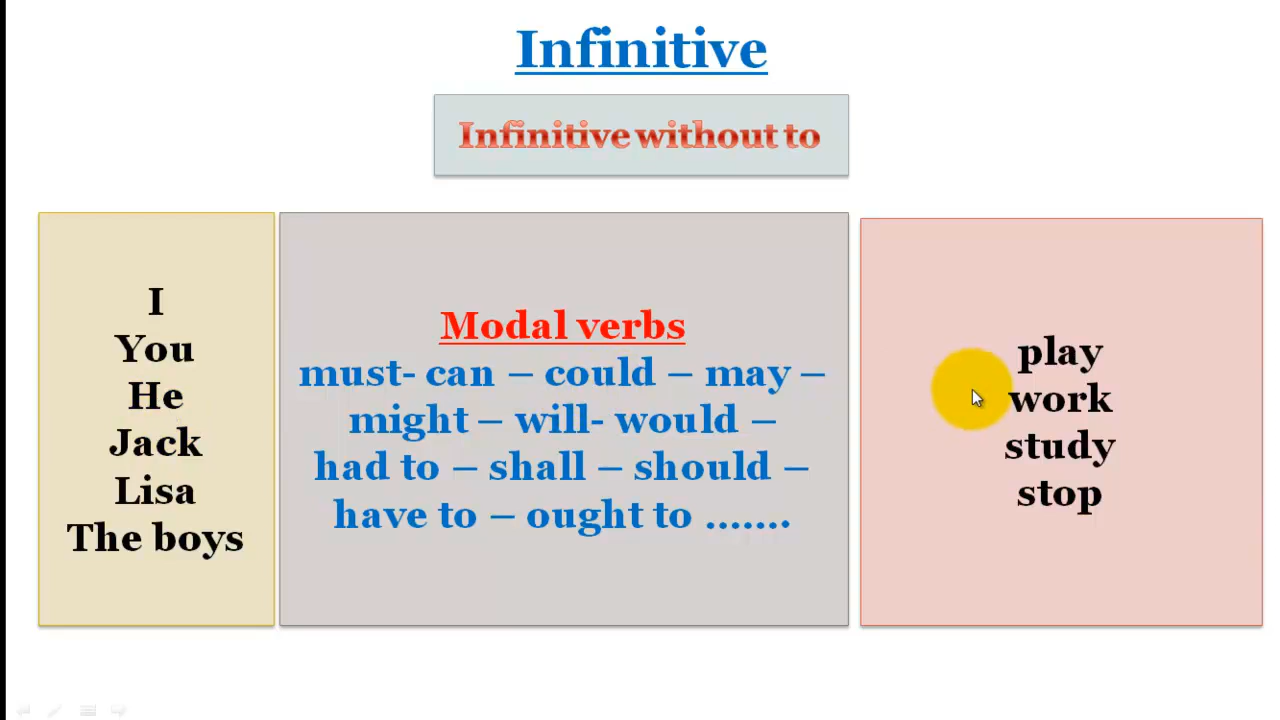 Infinitive
Infinitive without to
I
You
He
Jack
Lisa
The boys
Modal verbs
must- can – could – may –
might – will- would –
had to – shall – should –
have to – ought to .......
play
work
study
stop